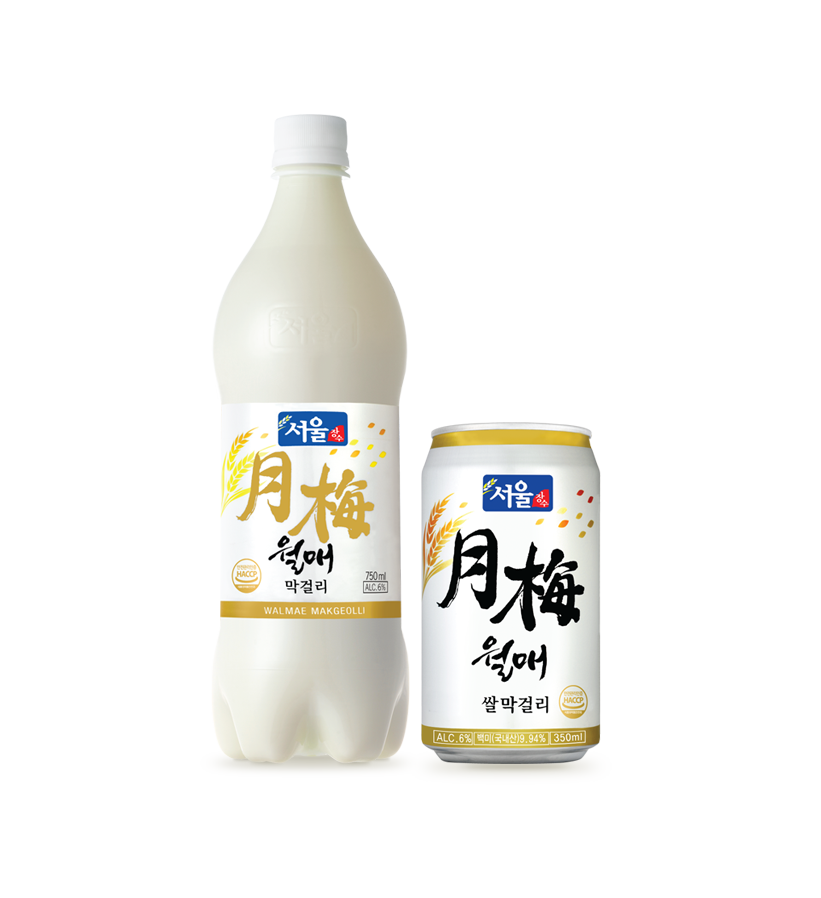 서울
장수
月梅
월매
막걸리
HACCP
750ml
ALC.6%
WALMAE MAKGEOLLI
서울
장수
月梅
월매
쌀막걸리
HACCP
ALC.6% 백미(국내산)9.94% 350ml